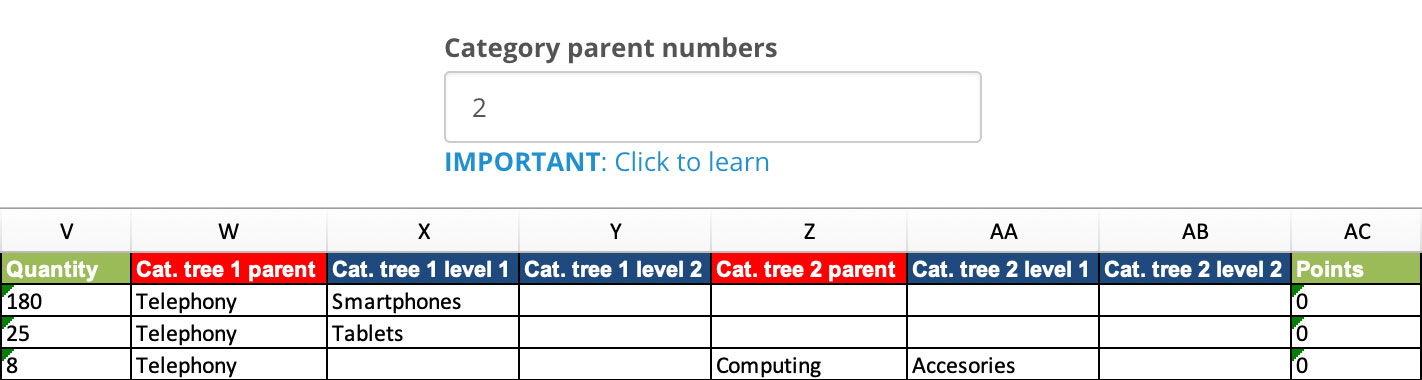 Category parent numbers
2
IMPORTANT: Click to learn
V W X Y Z AA AB AC
Quantity Cat. tree 1 parent Cat. tree 1 level 1 Cat. tree 1 level 2 Cat. tree 2 parent Cat. tree 2 level 1 Cat. tree 2 level 2 Points
180 Telephony Smartphones 0
25 Telephony Tablets 0
8 Telephony Computing Accesories 0